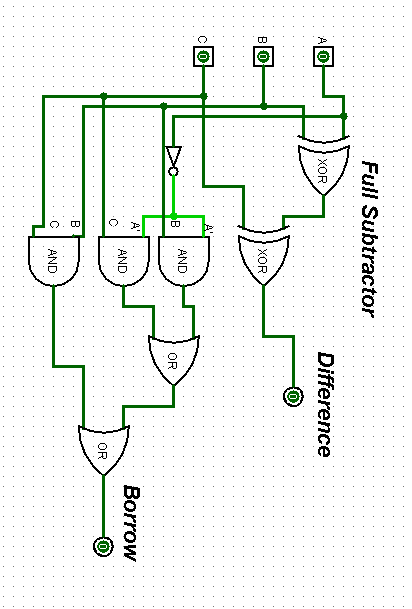 Full Subtractor
A
0
XOR
Difference
0
B
0
XOR
C
0
A'
B
AND
OR
A'
C
AND
Borrow
OR
0
B
C
AND